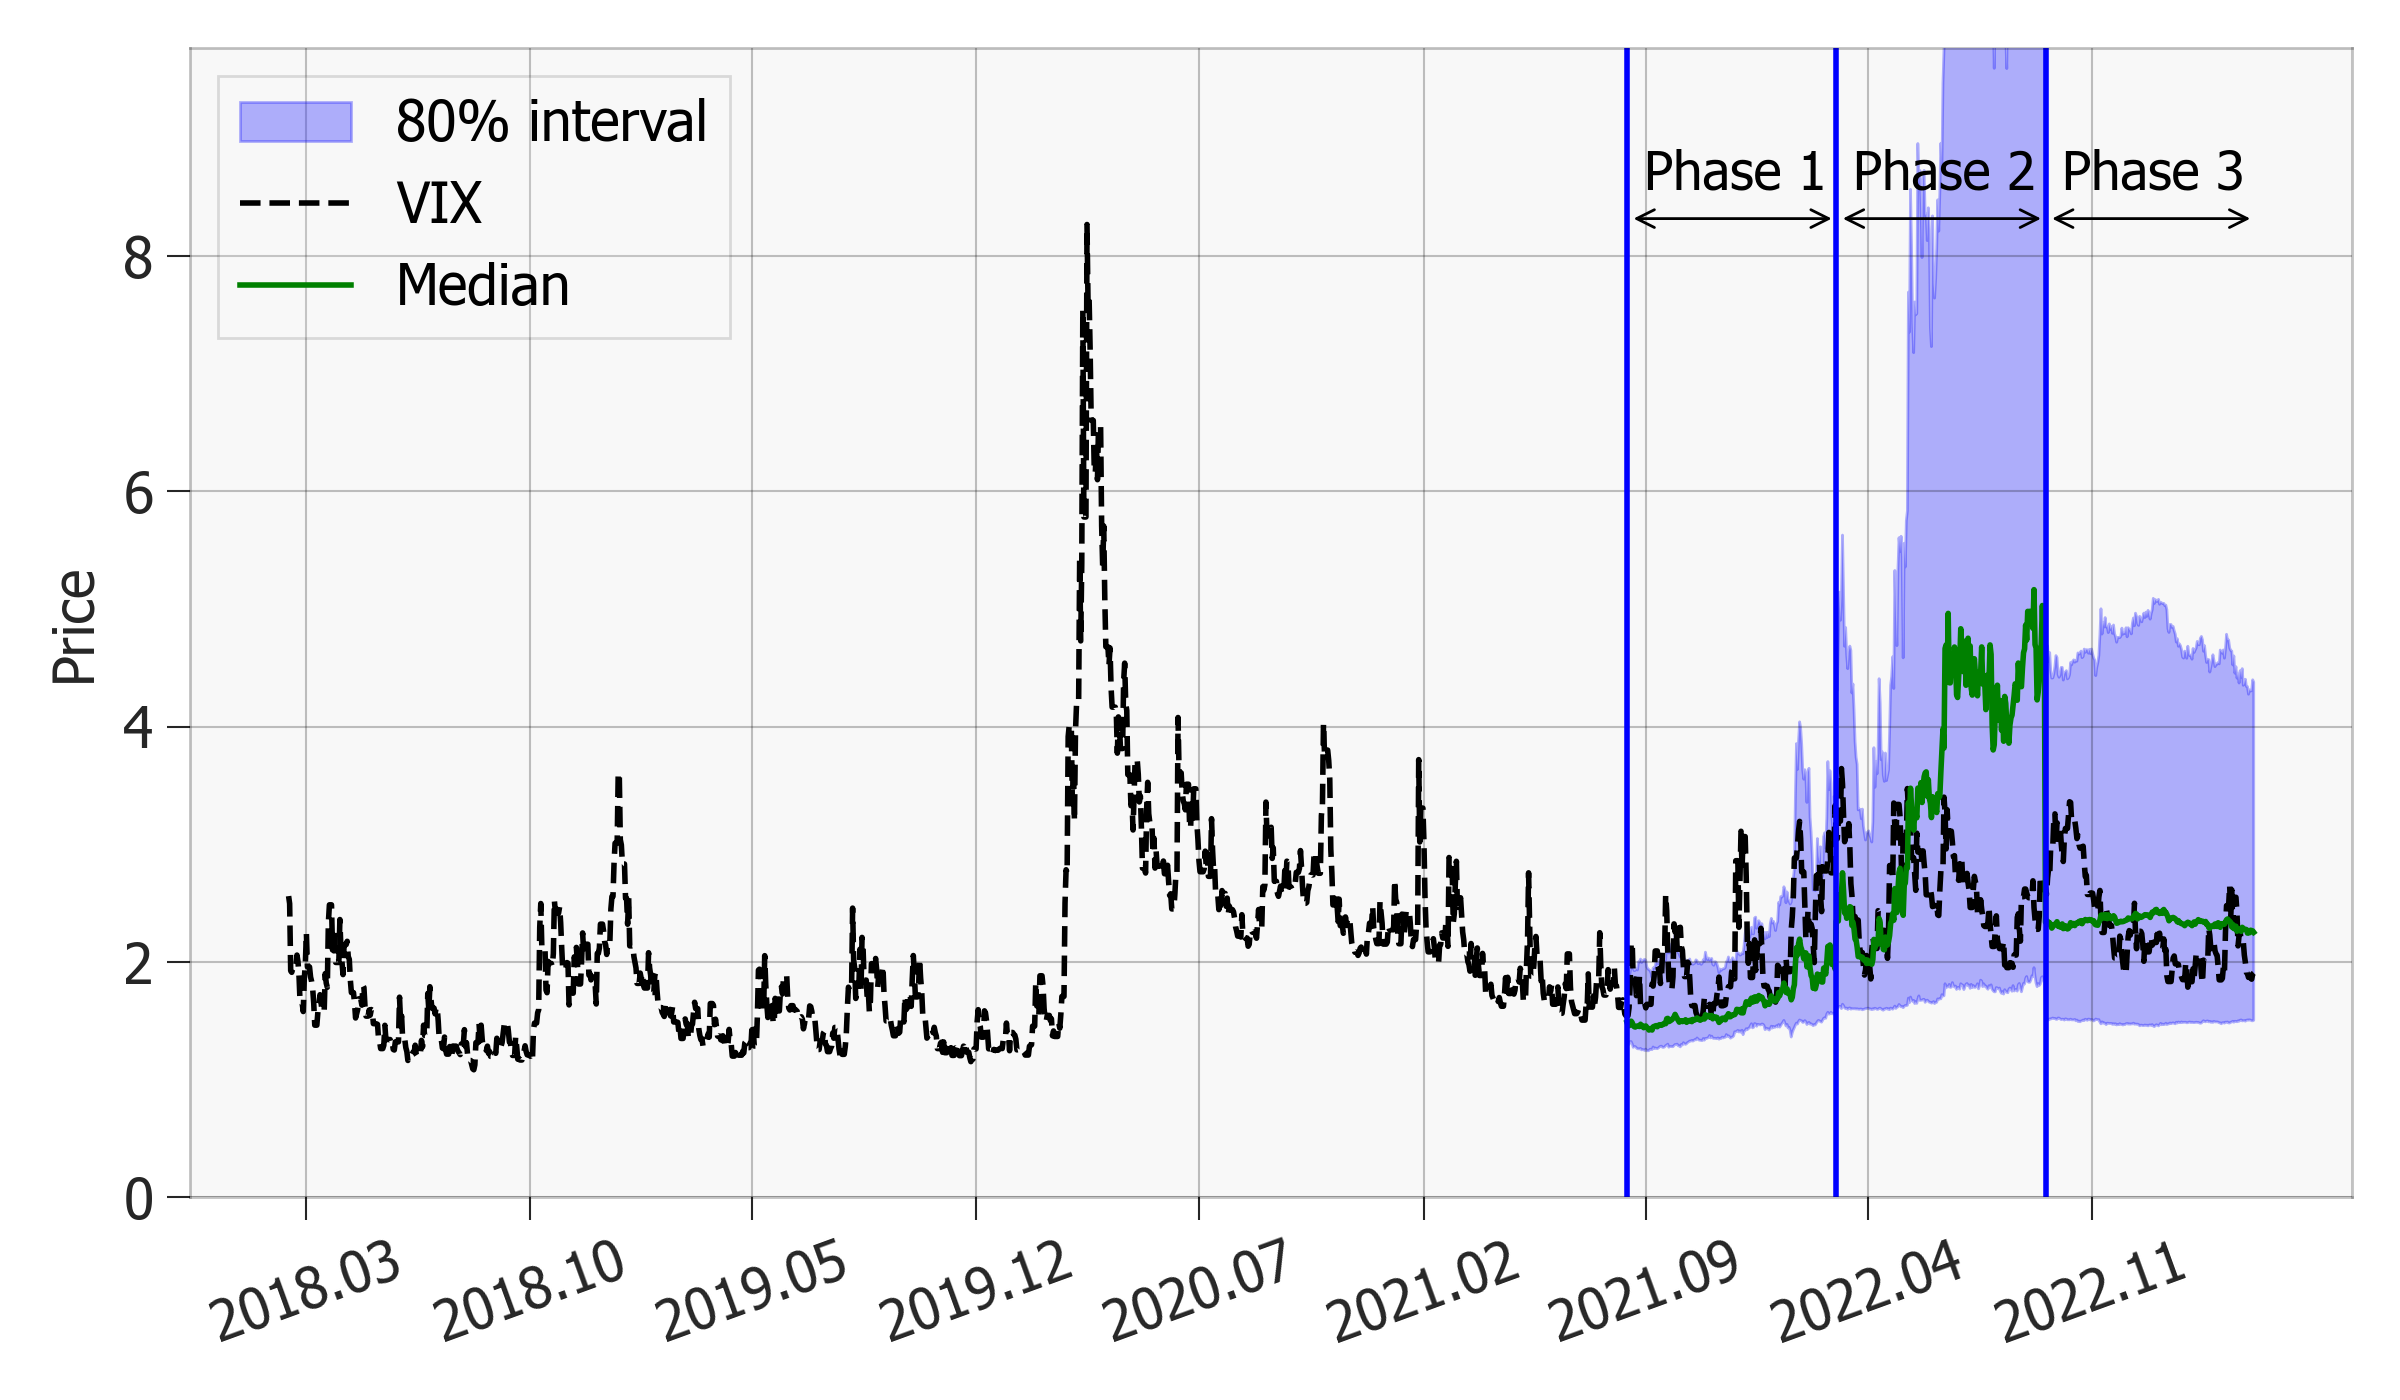 80% interval
VIX
Median
Phase 1
Phase 2
Phase 3
Price
8
6
4
2
0
2018.03
2018.10
2019.05
2019.12
2020.07
2021.02
2021.09
2022.04
2022.11